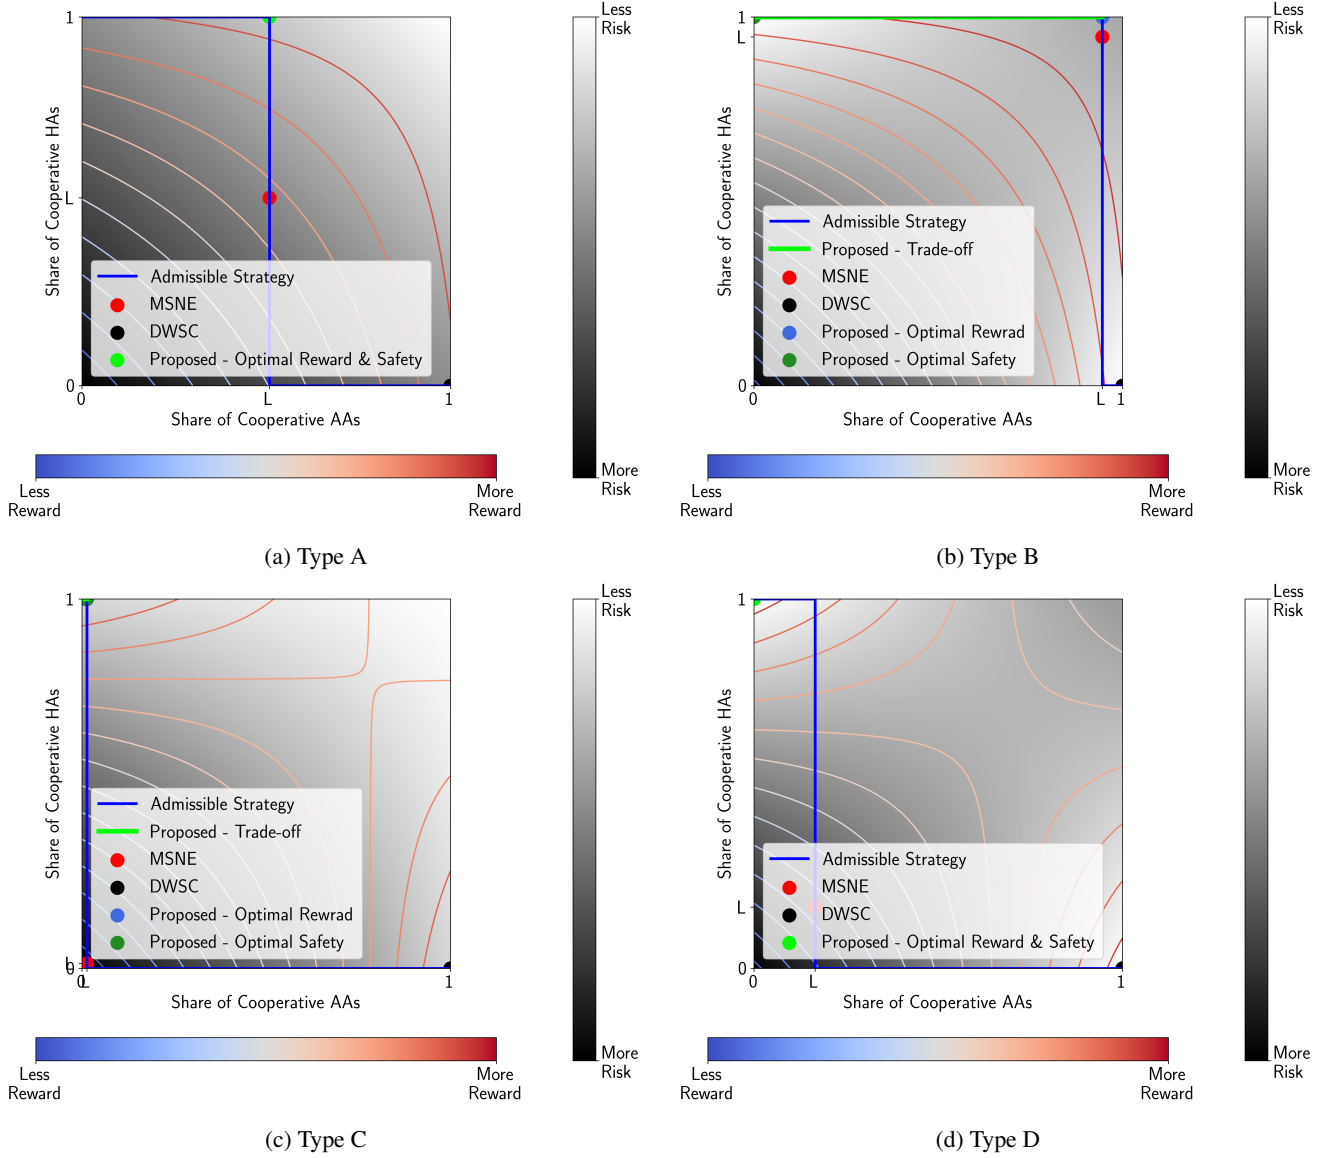 Less
Risk
1
L
0
0
L
1
Share of Cooperative HAs
Share of Cooperative AAs
Admissible Strategy
MSNE
DWSC
Proposed - Optimal Reward & Safety
More
Risk
Less
Reward
More
Reward
(a) Type A
Less
Risk
1
L
0
0
L
1
Share of Cooperative HAs
Share of Cooperative AAs
Admissible Strategy
Proposed - Trade-off
MSNE
DWSC
Proposed - Optimal Rewrad
Proposed - Optimal Safety
More
Risk
Less
Reward
More
Reward
(b) Type B
Less
Risk
1
L
0
0
L
1
Share of Cooperative HAs
Share of Cooperative AAs
Admissible Strategy
Proposed - Trade-off
MSNE
DWSC
Proposed - Optimal Rewrad
Proposed - Optimal Safety
More
Risk
Less
Reward
More
Reward
(c) Type C
Less
Risk
1
L
0
0
L
1
Share of Cooperative HAs
Share of Cooperative AAs
Admissible Strategy
MSNE
DWSC
Proposed - Optimal Reward & Safety
More
Risk
Less
Reward
More
Reward
(d) Type D